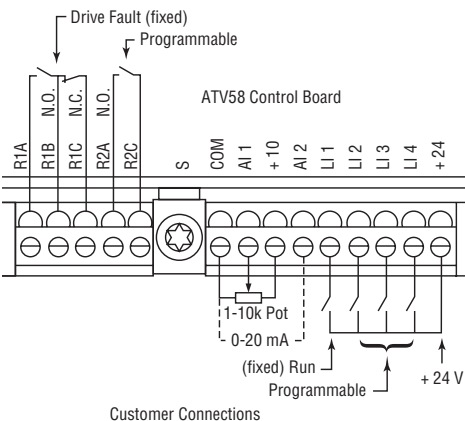 Drive Fault (fixed)
Programmable
ATV58 Control Board
R1A
R1B
N.O.
R1C
N.C.
R2A
N.O.
R2C
S
COM
AI 1
+ 10
AI 2
LI 1
LI 2
LI 3
LI 4
+ 24
1-10k Pot
0-20 mA
(fixed) Run
Programmable
+ 24 V
Customer Connections